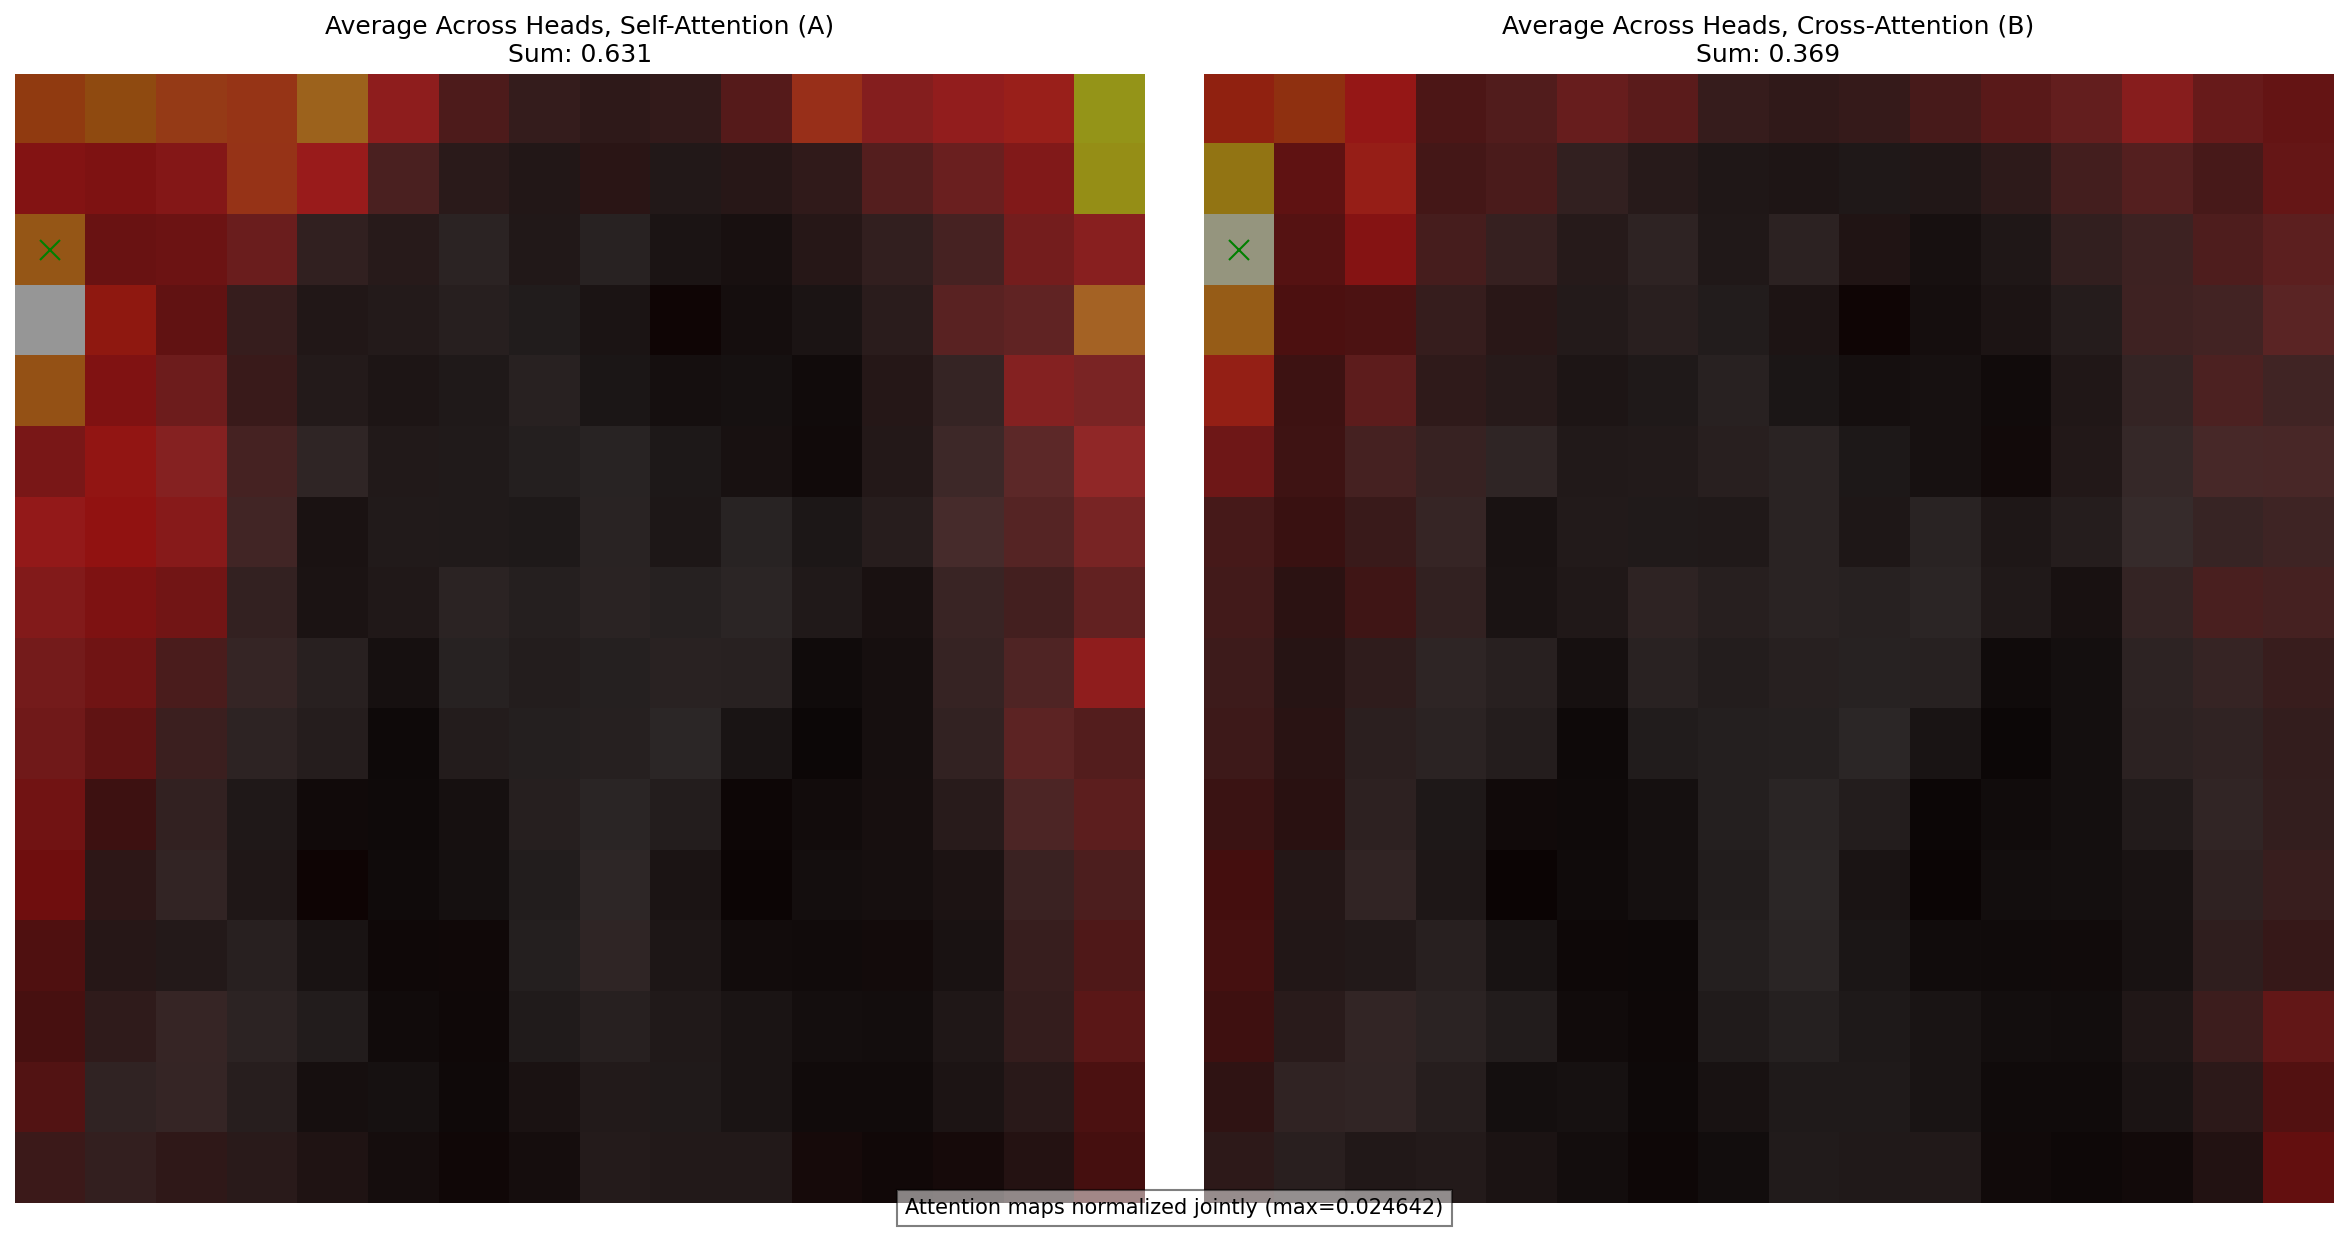 Average Across Heads, Self-Attention (A)
Sum: 0.631
Average Across Heads, Cross-Attention (B)
Sum: 0.369
Attention maps normalized jointly (max=0.024642)